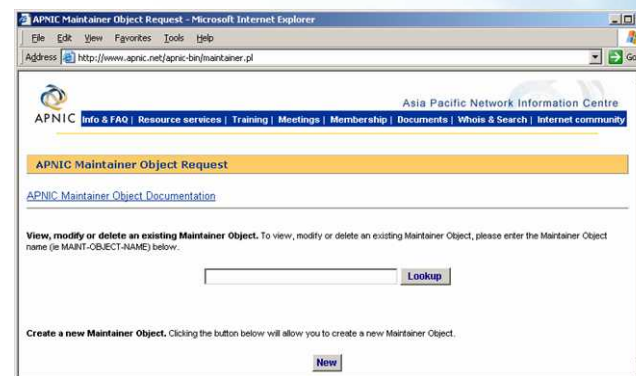 APNIC Maintainer Object Request - Microsoft Internet Explorer
File Edit View Favorites Tools Help
Address http://www.apnic.net/apnic-bin/maintainer.pl Go
Asia Pacific Network Information Centre
APNIC Info & FAQ | Resource services | Training | Meetings | Membership | Documents | Whois & Search | Internet community
APNIC Maintainer Object Request
APNIC Maintainer Object Documentation
View, modify or delete an existing Maintainer Object. To view, modify or delete an existing Maintainer Object, please enter the Maintainer Object
name (ie MAINT-OBJECT-NAME) below.
Lookup
Create a new Maintainer Object. Clicking the button below will allow you to create a new Maintainer Object.
New